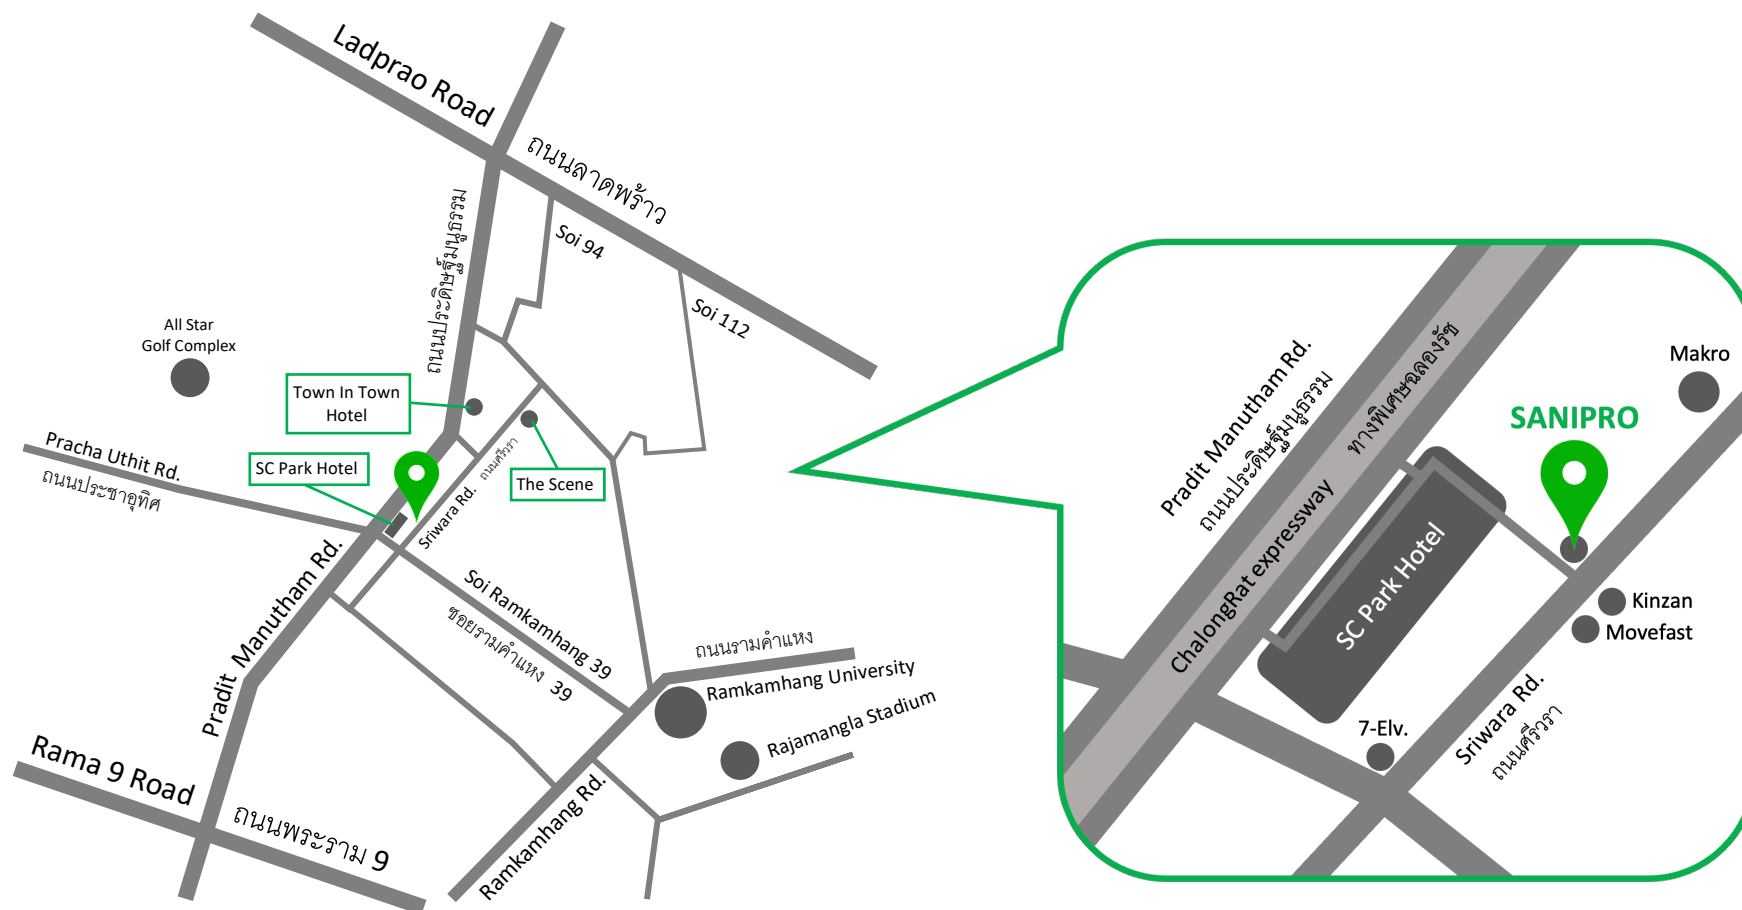 Ladprao Road
ถนนลาดพร้าว
ถนนประดิษฐ์มนูธรรม
Soi 94
Soi 112
All Star
Golf Complex
Town In Town
Hotel
Pracha Uthit Rd.
ถนนประชาอุทิศ
SC Park Hotel
The Scene
Sriwara Rd.
ถนนศรีวรา
Pradit Manutham Rd.
Soi Ramkamhang 39
ซอยรามคำแหง 39
ถนนรามคำแหง
Ramkamhang University
Rajamangla Stadium
Ramkamhang Rd.
Rama 9 Road
ถนนพระราม 9
Pradit Manutham Rd.
ถนนประดิษฐ์มนูธรรม
ChalongRat expressway
ทางพิเศษฉลองรัช
Makro
SANIPRO
SC Park Hotel
Kinzan
Movefast
7-Elv.
Sriwara Rd.
ถนนศรีวรา